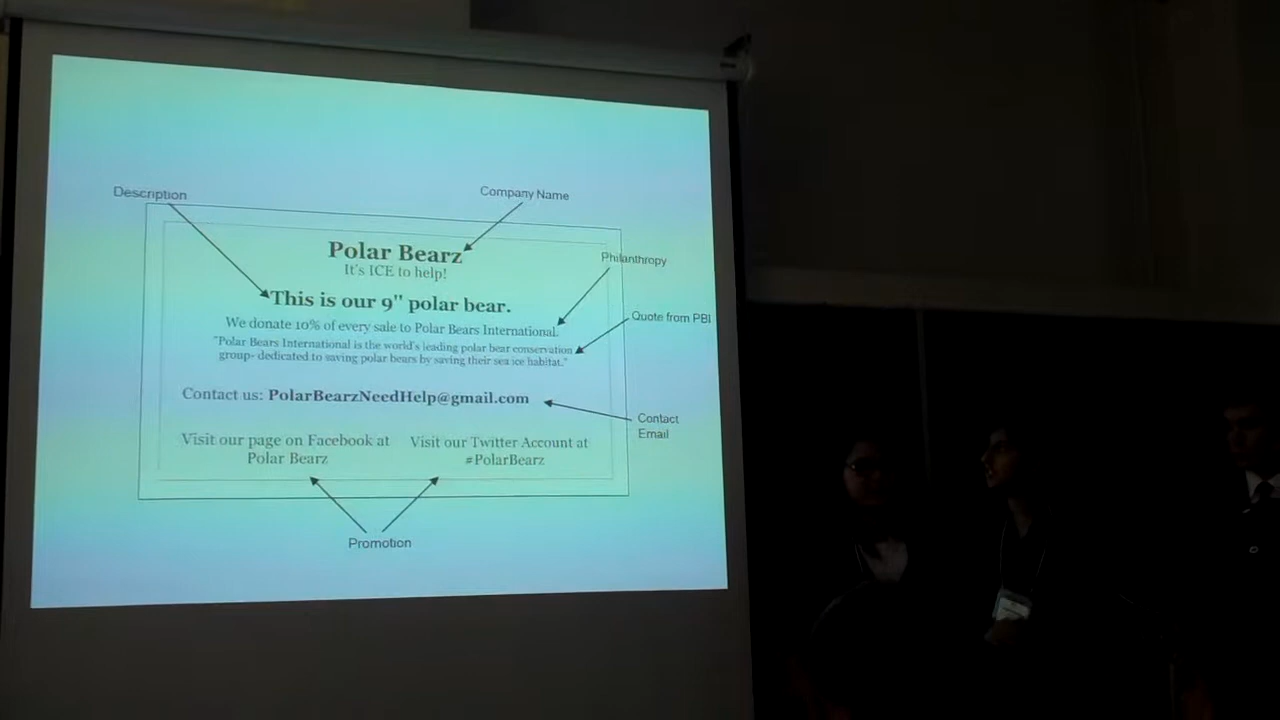 Description
Company Name
Polar Bearz
It's ICE to help!
Philanthropy
This is our 9" polar bear.
We donate 10% of every sale to Polar Bears International.
Quote from PBI
"Polar Bears International is the world's leading polar bear conservation
group- dedicated to saving polar bears by saving their sea ice habitat."
Contact us: PolarBearzNeedHelp@gmail.com
Contact
Email
Visit our page on Facebook at
Polar Bearz
Visit our Twitter Account at
#PolarBearz
Promotion